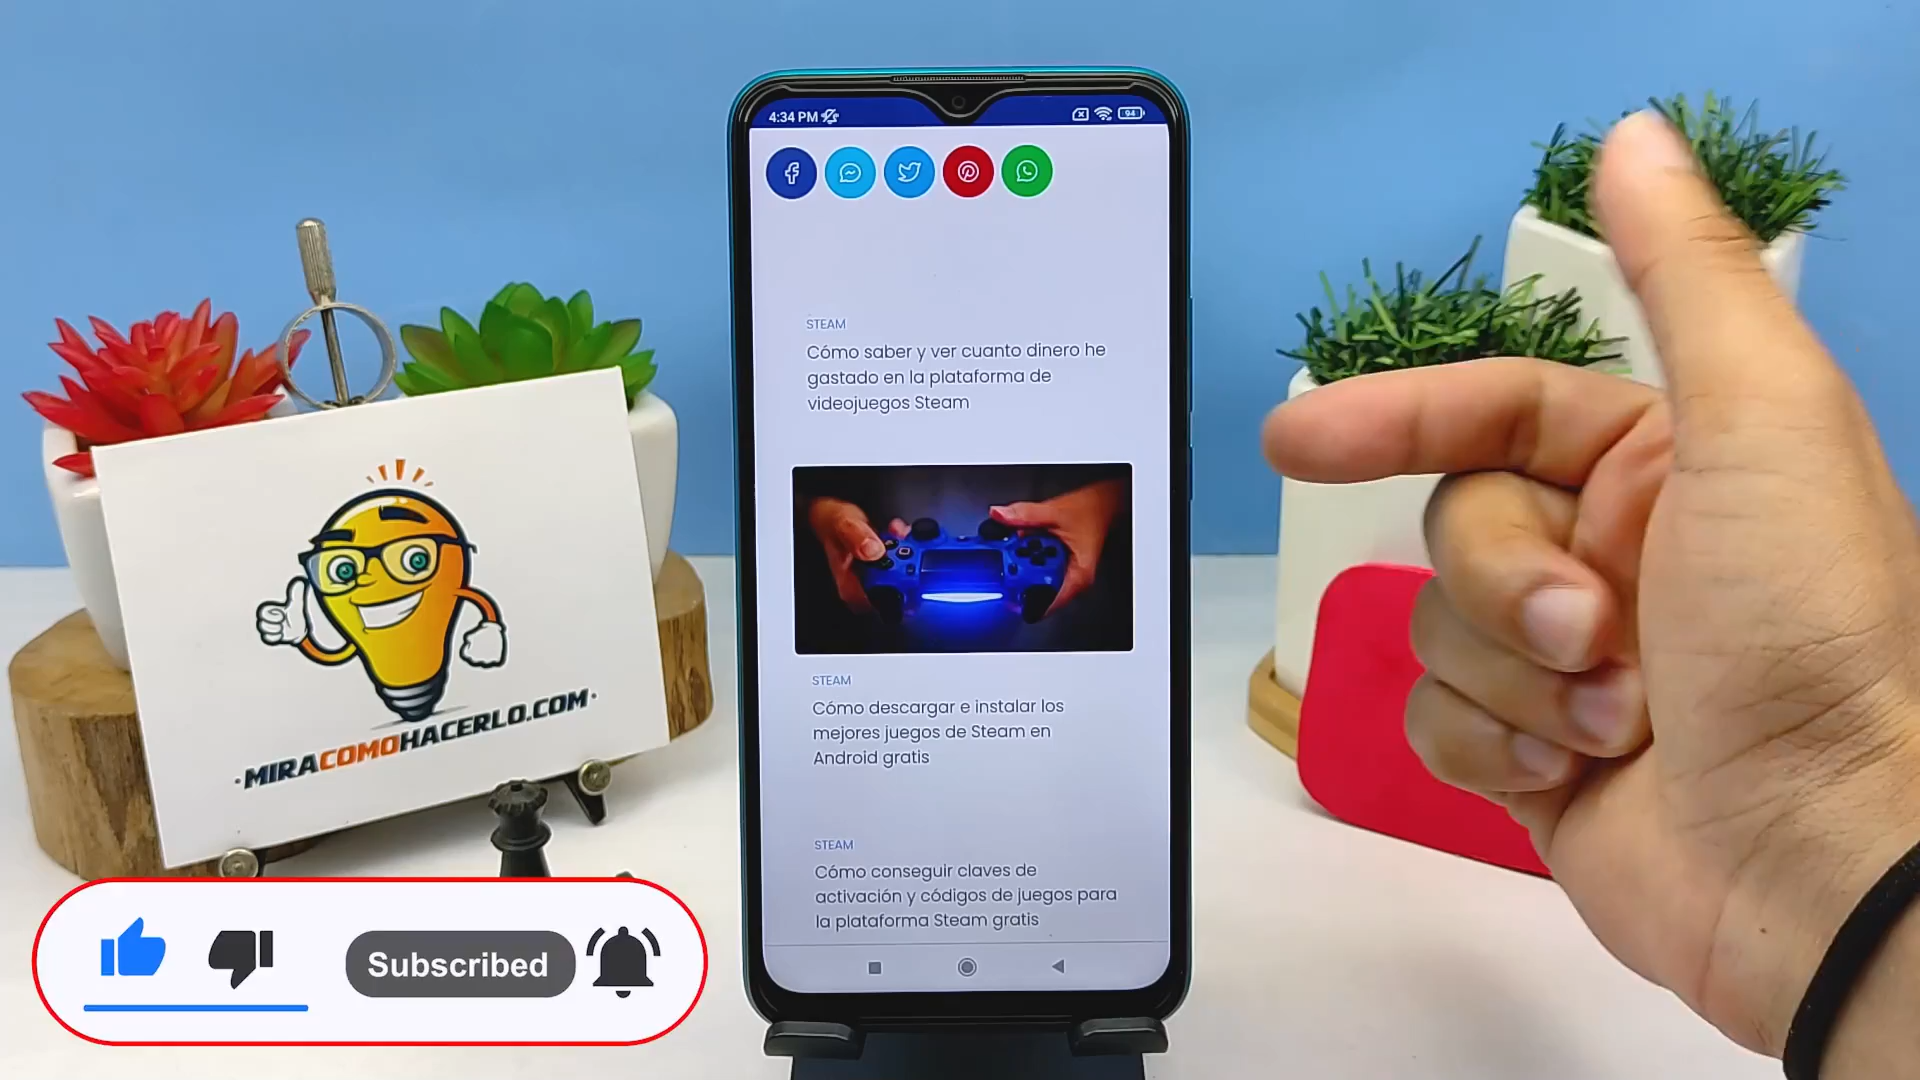 4:34 PM
94
STEAM
Cómo saber y ver cuanto dinero he
gastado en la plataforma de
videojuegos Steam
STEAM
Cómo descargar e instalar los
mejores juegos de Steam en
Android gratis
STEAM
Cómo conseguir claves de
activación y códigos de juegos para
la plataforma Steam gratis
·MIRACOMOHACERLO.COM·
Subscribed